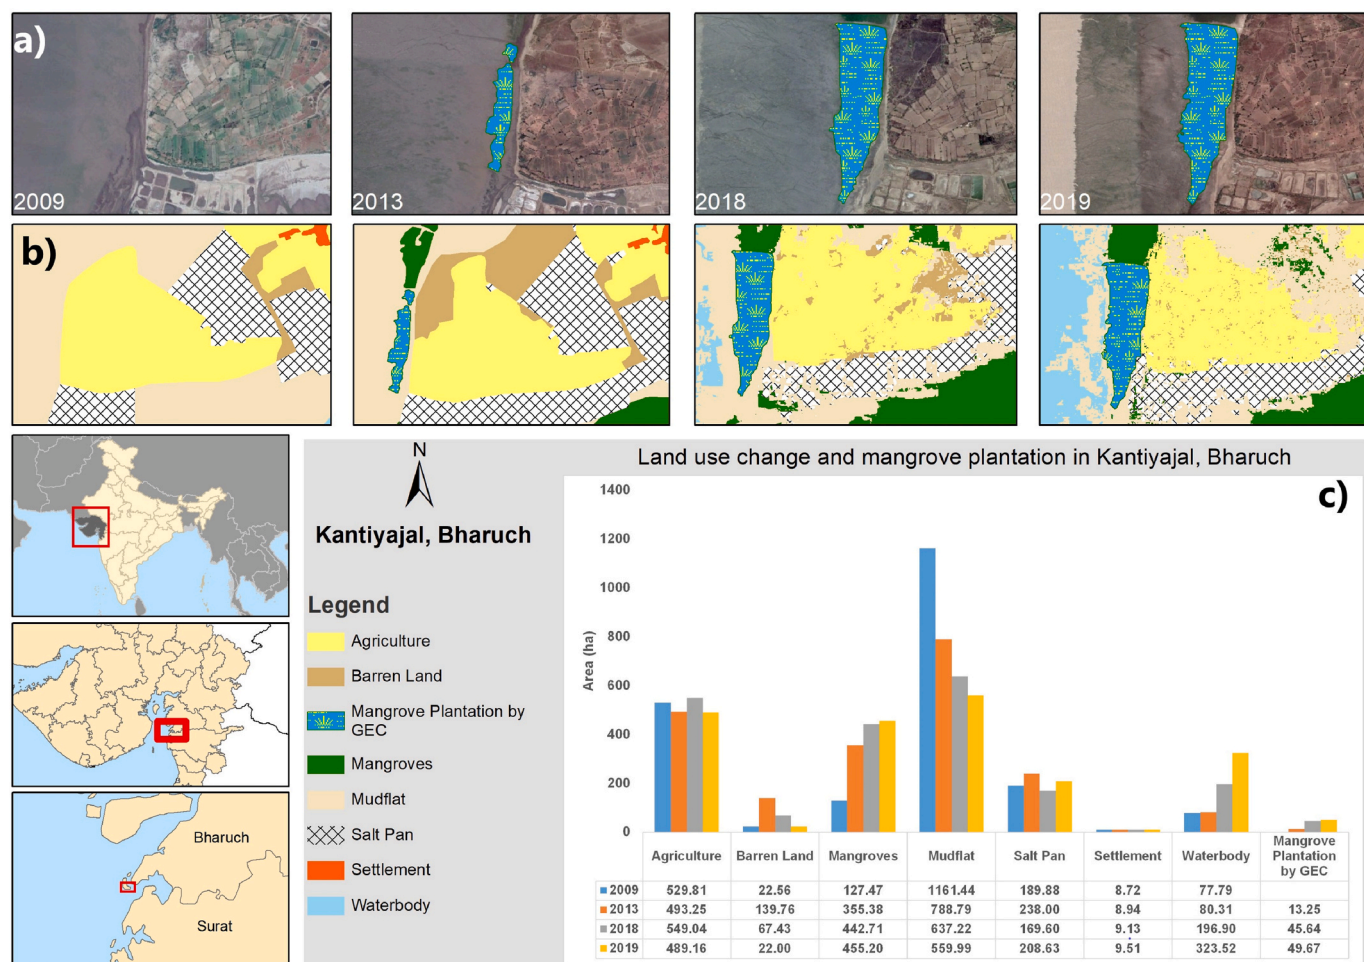 a)
2009
2013
2018
2019
b)
N
Kantiyajal, Bharuch
Legend
Agriculture
Barren Land
Mangrove Plantation by
GEC
Mangroves
Mudflat
Salt Pan
Settlement
Waterbody
Bharuch
Surat
Land use change and mangrove plantation in Kantiyajal, Bharuch
c)
Area (ha)
1400
1200
1000
800
600
400
200
0
Agriculture Barren Land Mangroves Mudflat Salt Pan Settlement Waterbody Mangrove
Plantation
by GEC
2009 529.81 22.56 127.47 1161.44 189.88 8.72 77.79
2013 493.25 139.76 355.38 788.79 238.00 8.94 80.31 13.25
2018 549.04 67.43 442.71 637.22 169.60 9.13 196.90 45.64
2019 489.16 22.00 455.20 559.99 208.63 9.51 323.52 49.67